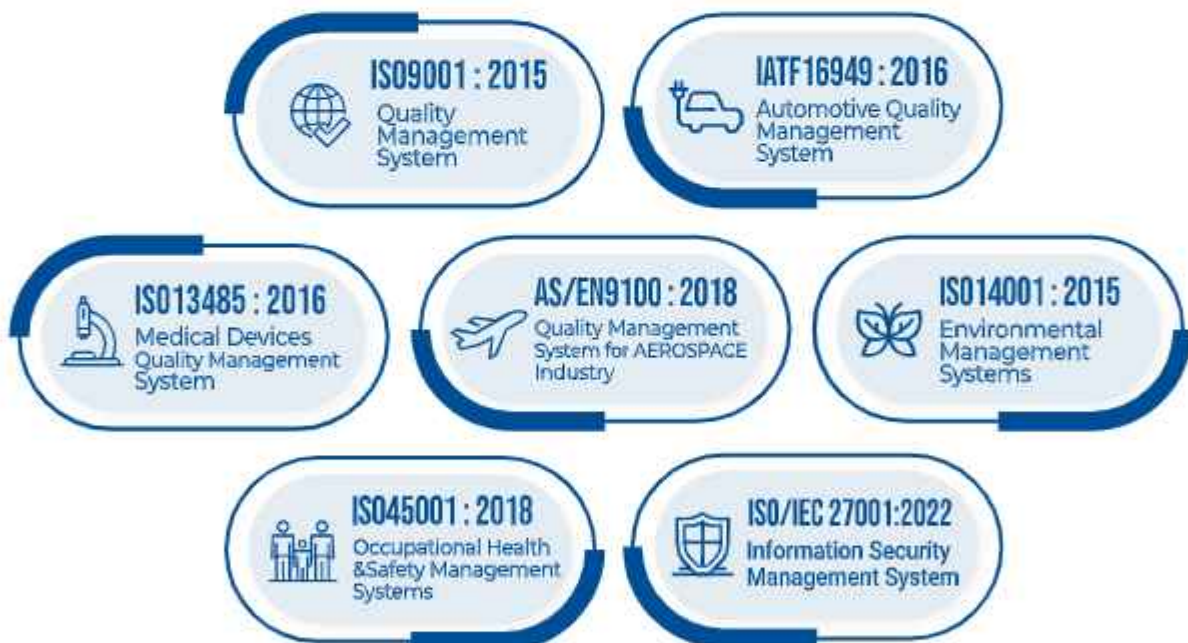 ISO9001 : 2015
Quality
Management
System
IATF16949 : 2016
Automotive Quality
Management
System
ISO13485 : 2016
Medical Devices
Quality Management
System
AS/EN9100 : 2018
Quality Management
System for AEROSPACE
Industry
ISO14001 : 2015
Environmental
Management
Systems
ISO45001 : 2018
Occupational Health
&Safety Management
Systems
ISO/IEC 27001:2022
Information Security
Management System